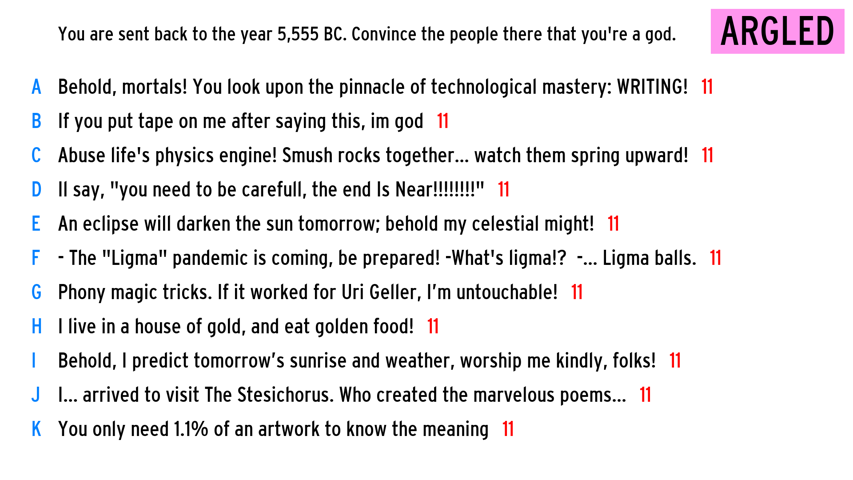 You are sent back to the year 5,555 BC. Convince the people there that you're a god.
ARGLED
A Behold, mortals! You look upon the pinnacle of technological mastery: WRITING! 11
B If you put tape on me after saying this, im god 11
C Abuse life's physics engine! Smush rocks together... watch them spring upward! 11
D Il say, "you need to be carefull, the end Is Near!!!!!!!!" 11
E An eclipse will darken the sun tomorrow; behold my celestial might! 11
F - The "Ligma" pandemic is coming, be prepared! -What's ligma!? -... Ligma balls. 11
G Phony magic tricks. If it worked for Uri Geller, I’m untouchable! 11
H I live in a house of gold, and eat golden food! 11
I Behold, I predict tomorrow’s sunrise and weather, worship me kindly, folks! 11
J I... arrived to visit The Stesichorus. Who created the marvelous poems... 11
K You only need 1.1% of an artwork to know the meaning 11